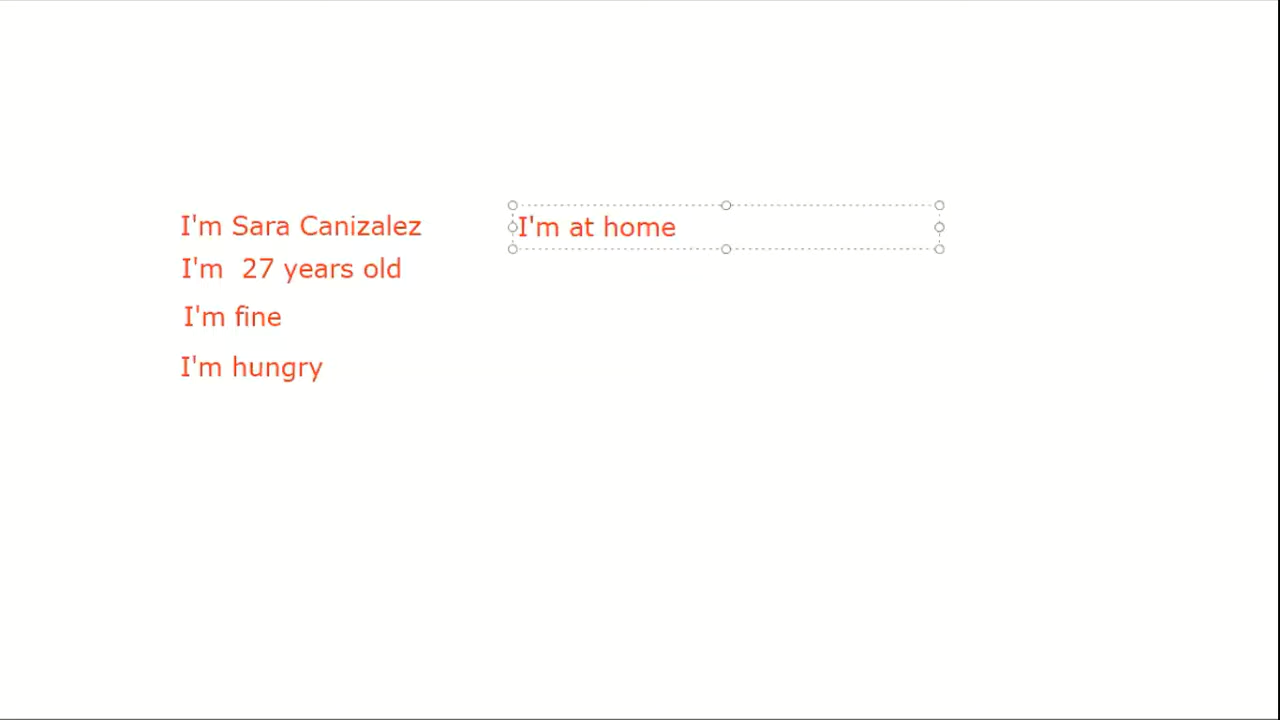 I'm Sara Canizalez
I'm  27 years old
I'm fine
I'm hungry
I'm at home